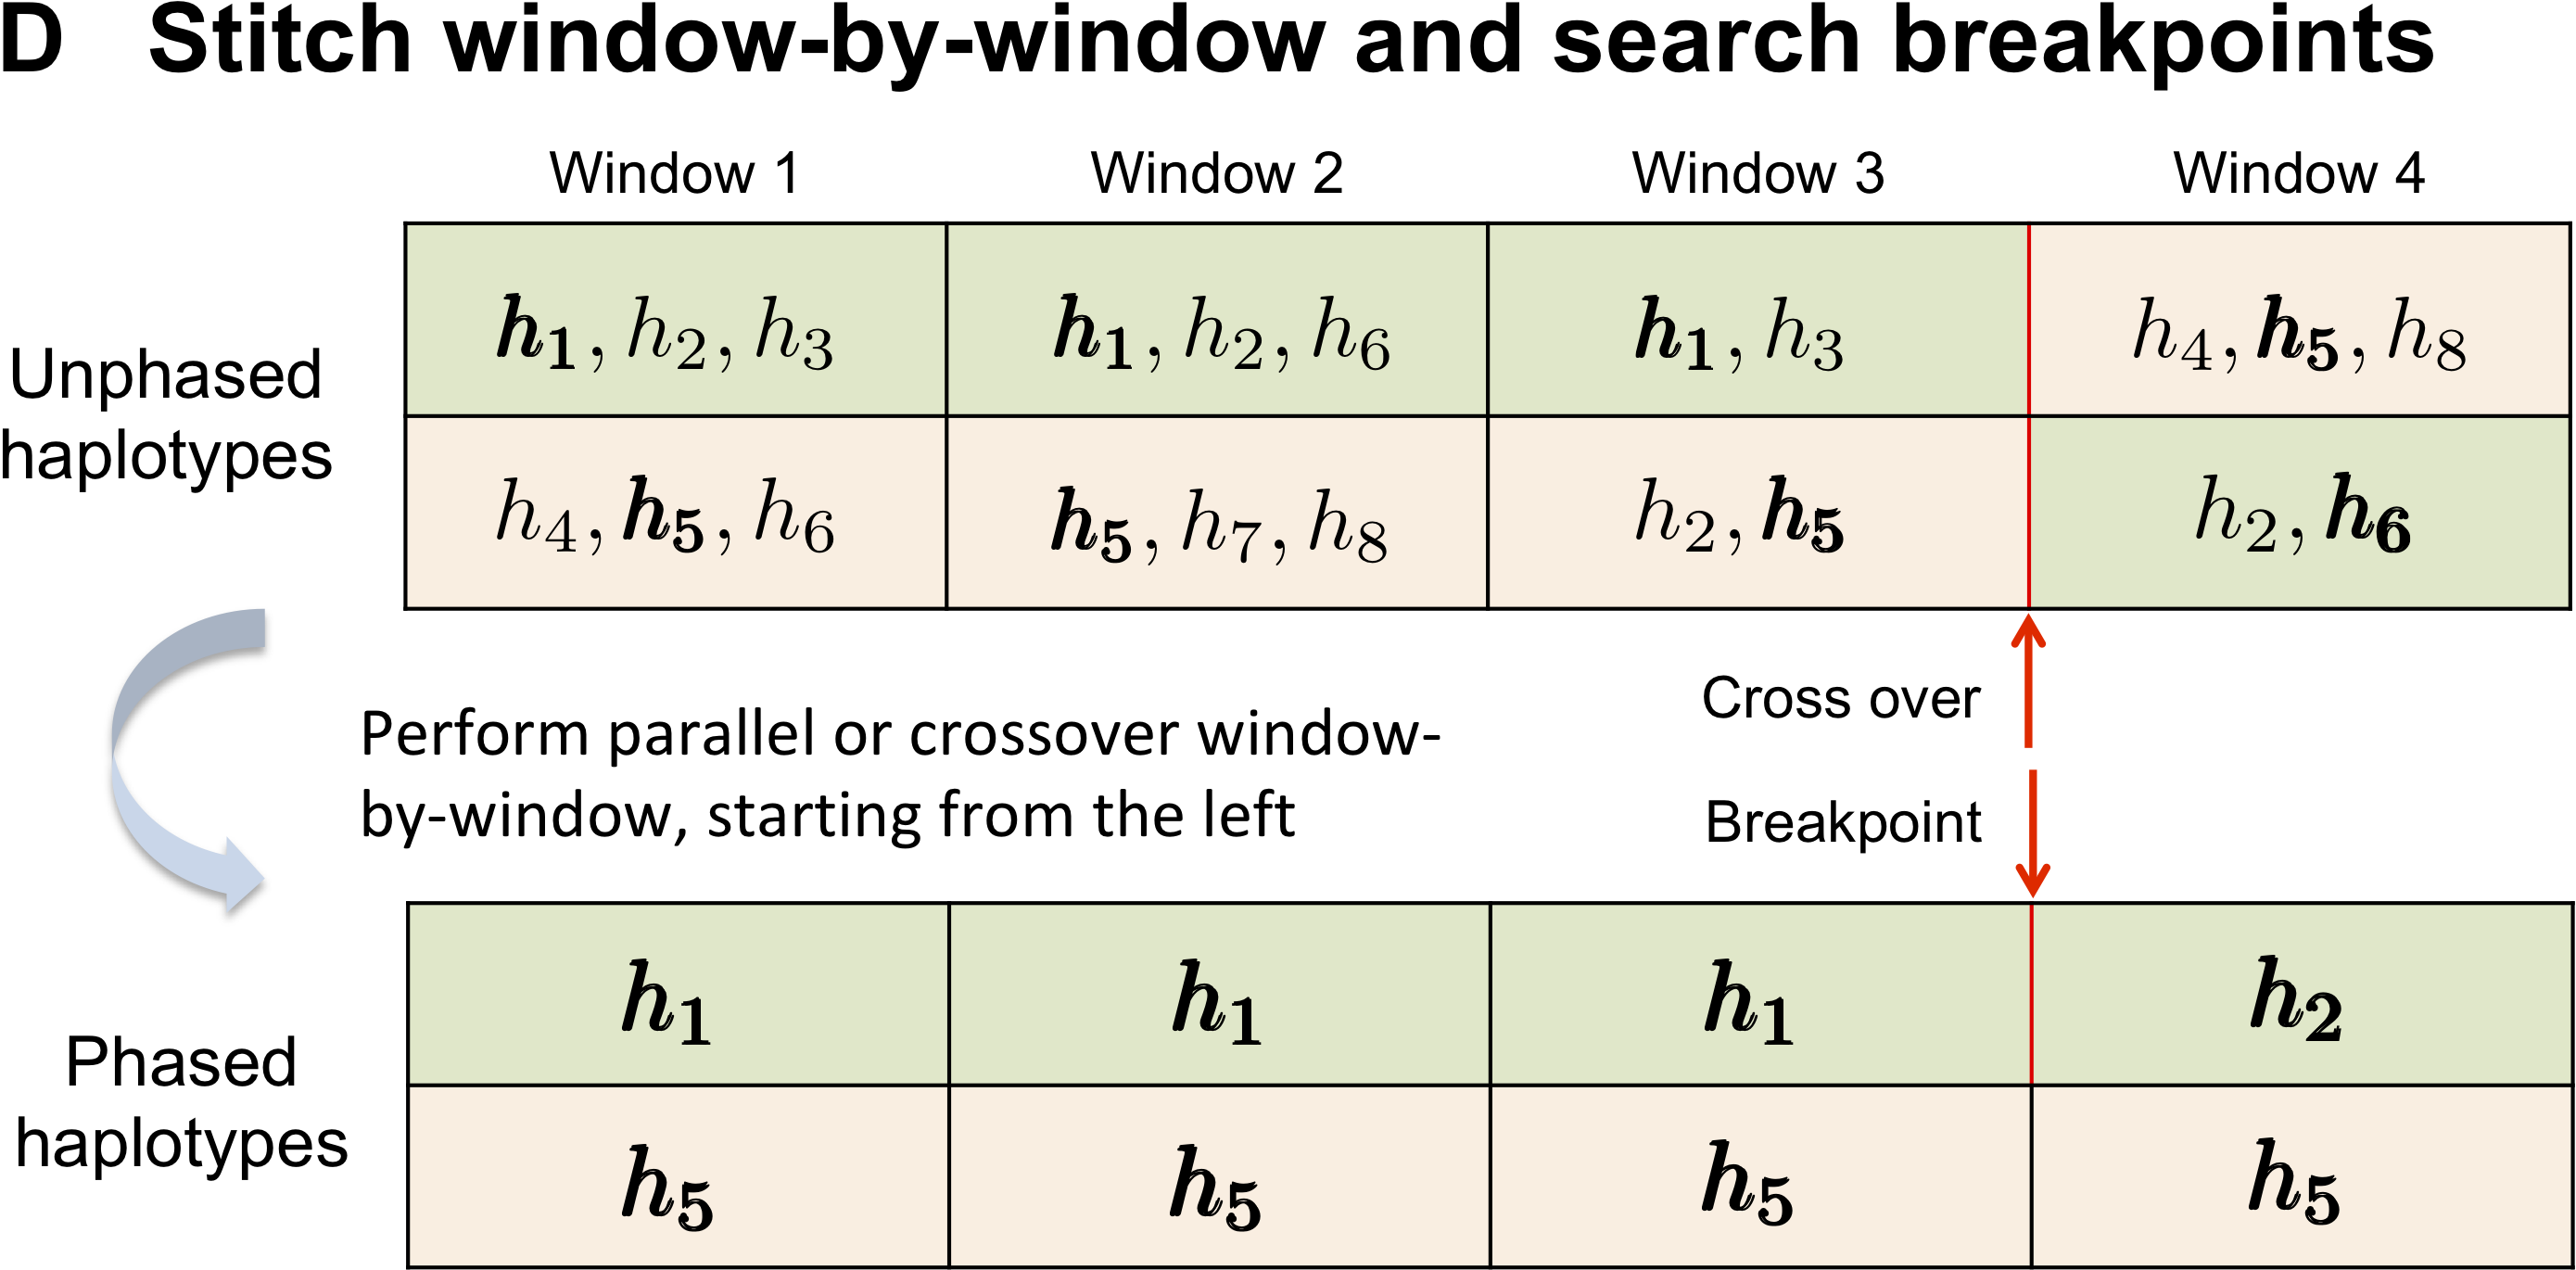 D Stitch window-by-window and search breakpoints
Window 1 Window 2 Window 3 Window 4
Unphased
haplotypes
h₁, h₂, h₃ h₁, h₂, h₆ h₁, h₃ h₄, h₅, h₈
h₄, h₅, h₆ h₅, h₇, h₈ h₂, h₅ h₂, h₆
Perform parallel or crossover window-
by-window, starting from the left
Cross over
Breakpoint
Phased
haplotypes
h₁ h₁ h₁ h₂
h₅ h₅ h₅ h₅